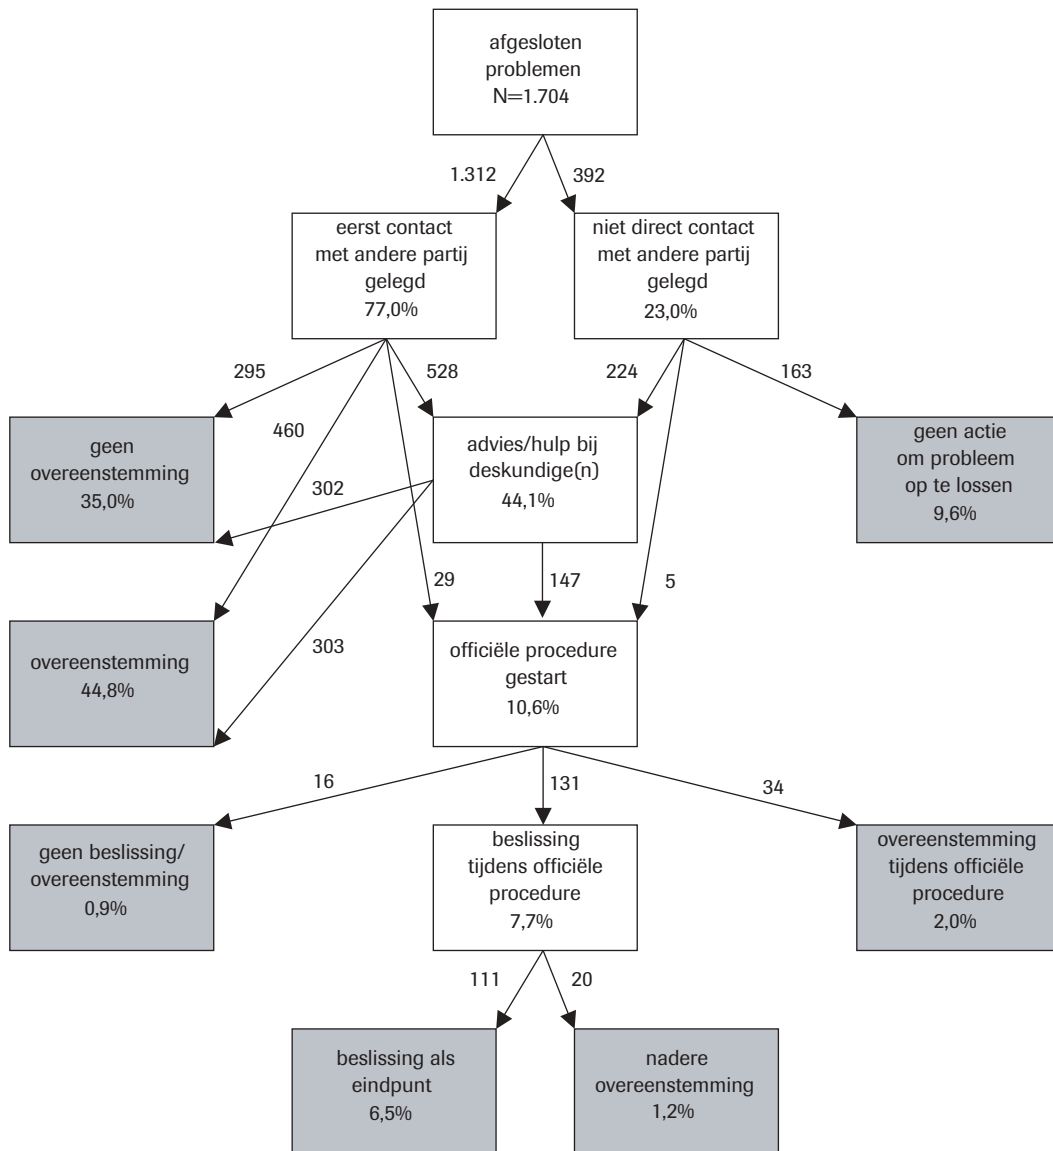 afgesloten
problemen
N=1.704
1.312
392
eerst contact
met andere partij
gelegd
77,0%
niet direct contact
met andere partij
gelegd
23,0%
295
528
224
163
460
geen
overeenstemming
35,0%
advies/hulp bij
deskundige(n)
44,1%
geen actie
om probleem
op te lossen
9,6%
302
29
147
5
303
overeenstemming
44,8%
officiële procedure
gestart
10,6%
16
131
34
geen beslissing/
overeenstemming
0,9%
beslissing
tijdens officiële
procedure
7,7%
overeenstemming
tijdens officiële
procedure
2,0%
111
20
beslissing als
eindpunt
6,5%
nadere
overeenstemming
1,2%